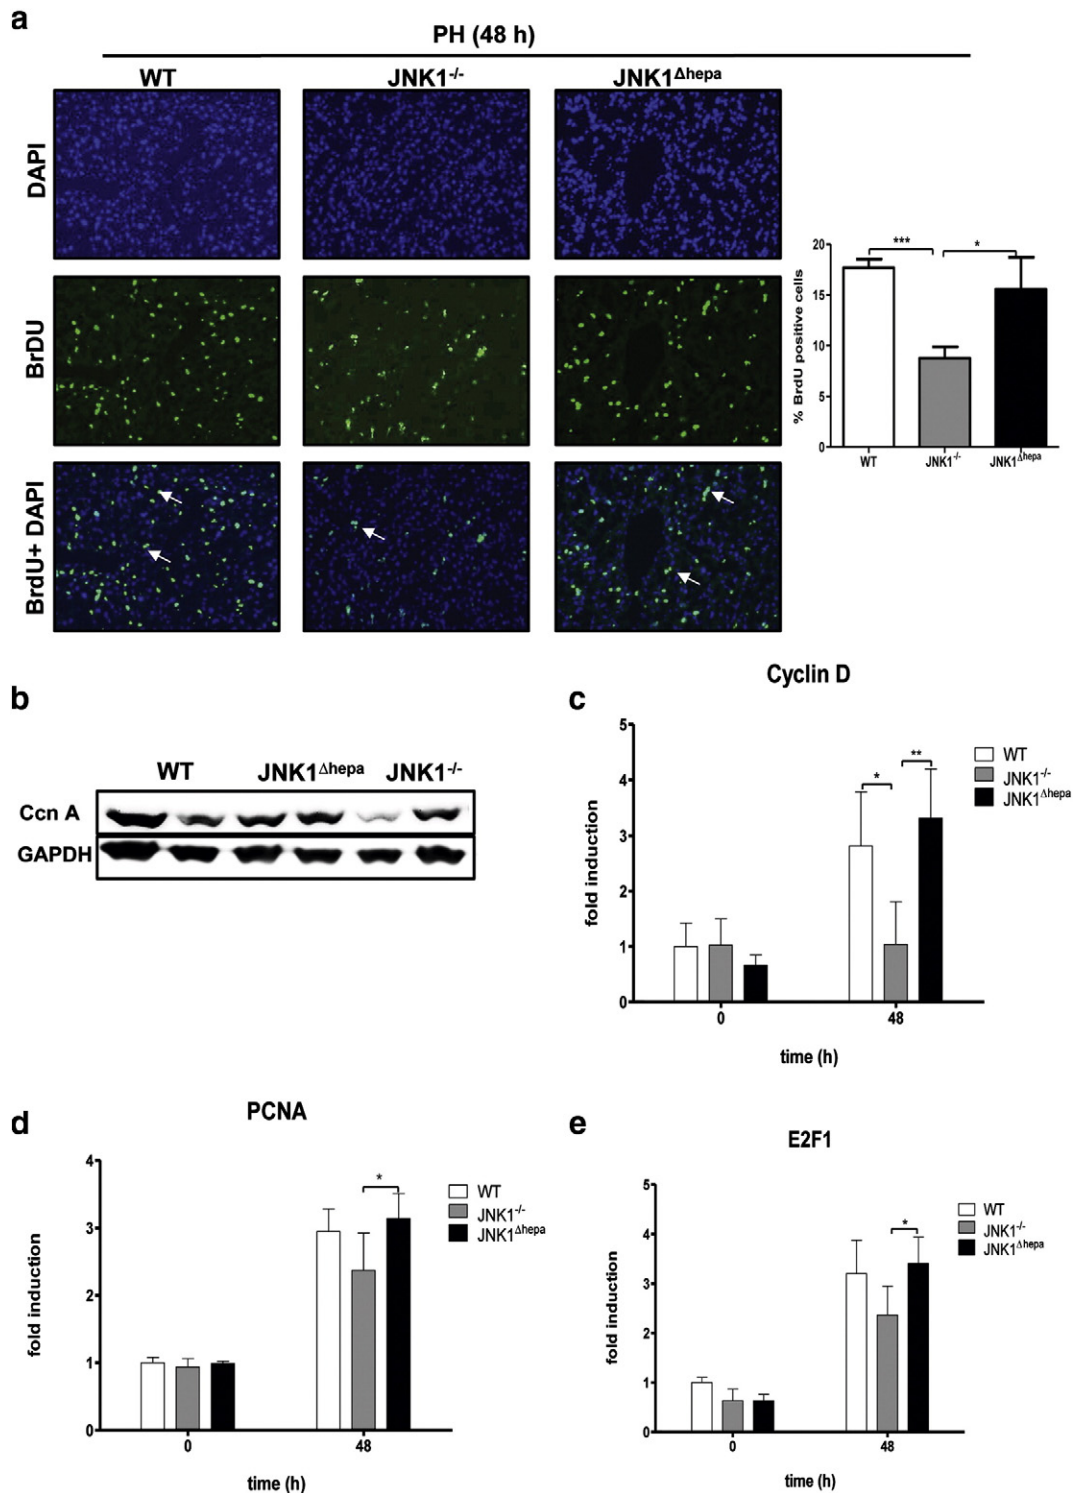 a
PH (48 h)
WT JNK1-/- JNK1Δhepa
DAPI
BrDU
BrdU+ DAPI
% BrdU positive cells
20
15
10
5
0
*** *
WT JNK1-/- JNK1Δhepa
b
WT JNK1Δhepa JNK1-/-
Ccn A
GAPDH
c
Cyclin D
fold induction
5
4
3
2
1
0
* **
WT
JNK1-/-
JNK1Δhepa
0 48
time (h)
d
PCNA
fold induction
4
3
2
1
0
*
WT
JNK1-/-
JNK1Δhepa
0 48
time (h)
e
E2F1
fold induction
5
4
3
2
1
0
*
WT
JNK1-/-
JNK1Δhepa
0 48
time (h)